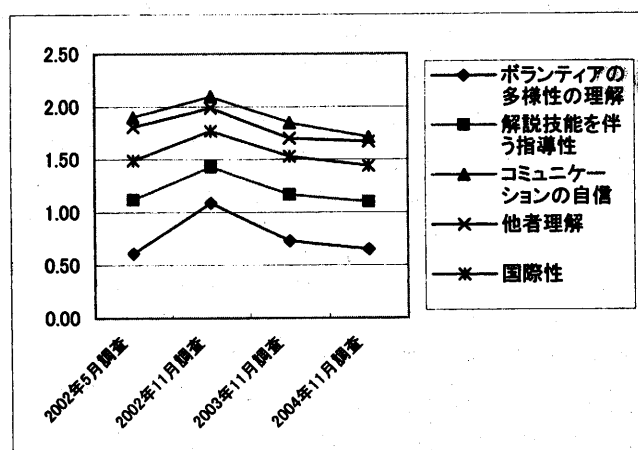 2.50
2.00
1.50
1.00
0.50
0.00
2002年5月調査
2002年11月調査
2003年11月調査
2004年11月調査
ボランティアの
多様性の理解
解説技能を伴
う指導性
コミュニケー
ションの自信
他者理解
国際性